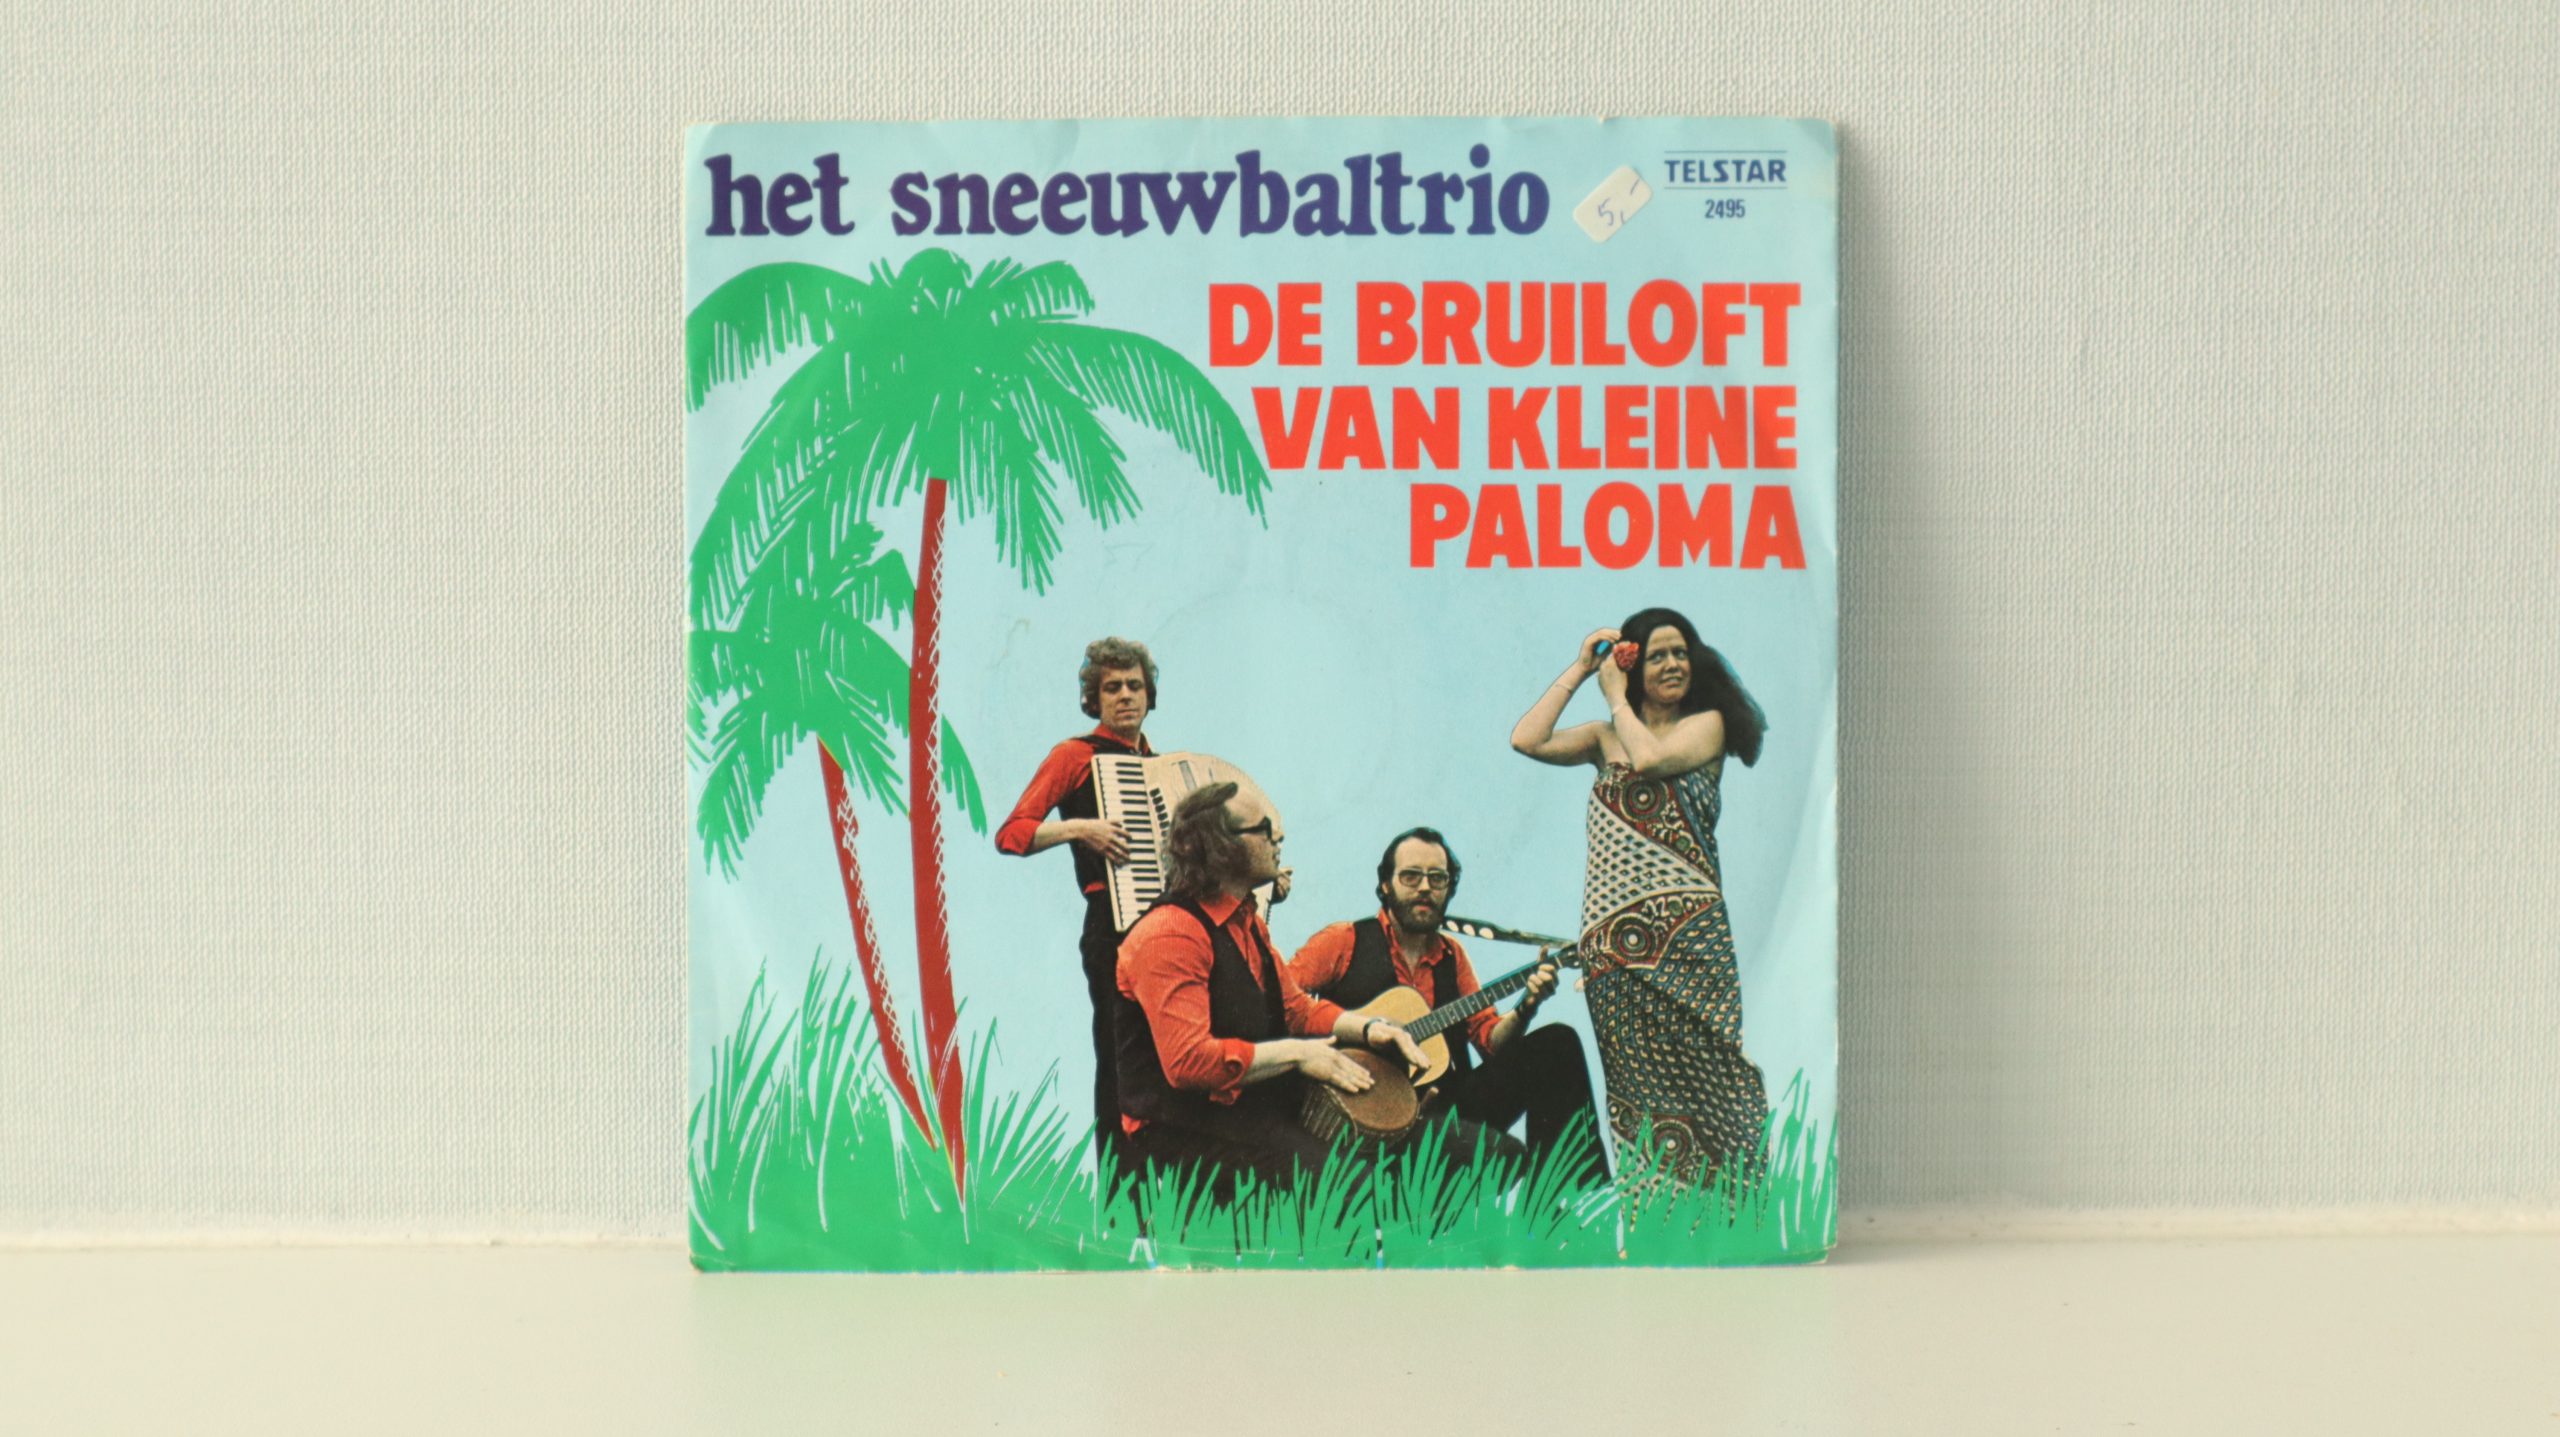 het sneeuwbaltrio
5,-
TELSTAR
2495
DE BRUILOFT
VAN KLEINE
PALOMA